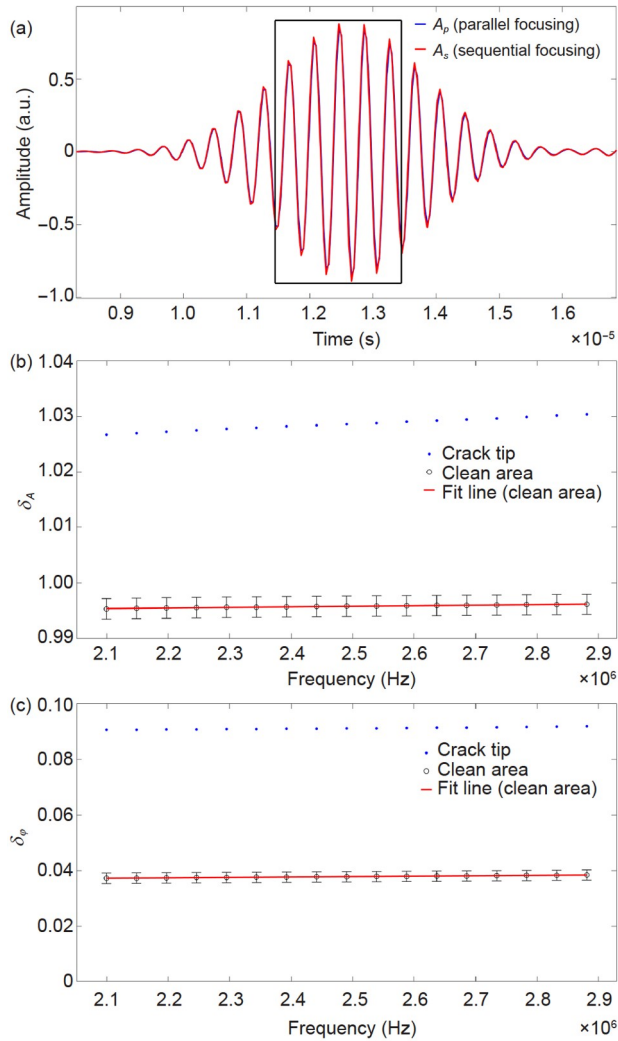 (a)
A_p (parallel focusing)
A_s (sequential focusing)
Amplitude (a.u.)
0.5
0
−0.5
−1.0
0.9 1.0 1.1 1.2 1.3 1.4 1.5 1.6
Time (s)
×10⁻⁵
(b)
δ_A
1.04
1.03
1.02
1.01
1.00
0.99
Crack tip
Clean area
Fit line (clean area)
2.1 2.2 2.3 2.4 2.5 2.6 2.7 2.8 2.9
Frequency (Hz)
×10⁶
(c)
δ_φ
0.10
0.08
0.06
0.04
0.02
0
Crack tip
Clean area
Fit line (clean area)
2.1 2.2 2.3 2.4 2.5 2.6 2.7 2.8 2.9
Frequency (Hz)
×10⁶